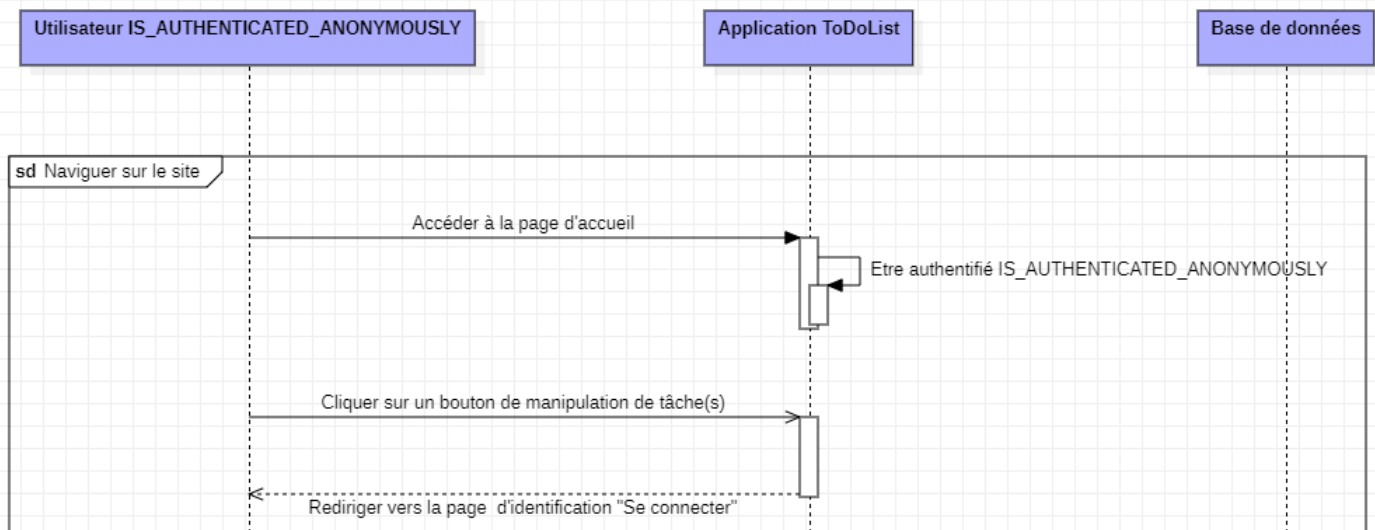 Utilisateur IS_AUTHENTICATED_ANONYMOUSLY
Application ToDoList
Base de données
sd Naviguer sur le site
Accéder à la page d'accueil
Etre authentifié IS_AUTHENTICATED_ANONYMOUSLY
Cliquer sur un bouton de manipulation de tâche(s)
Rediriger vers la page d'identification "Se connecter"